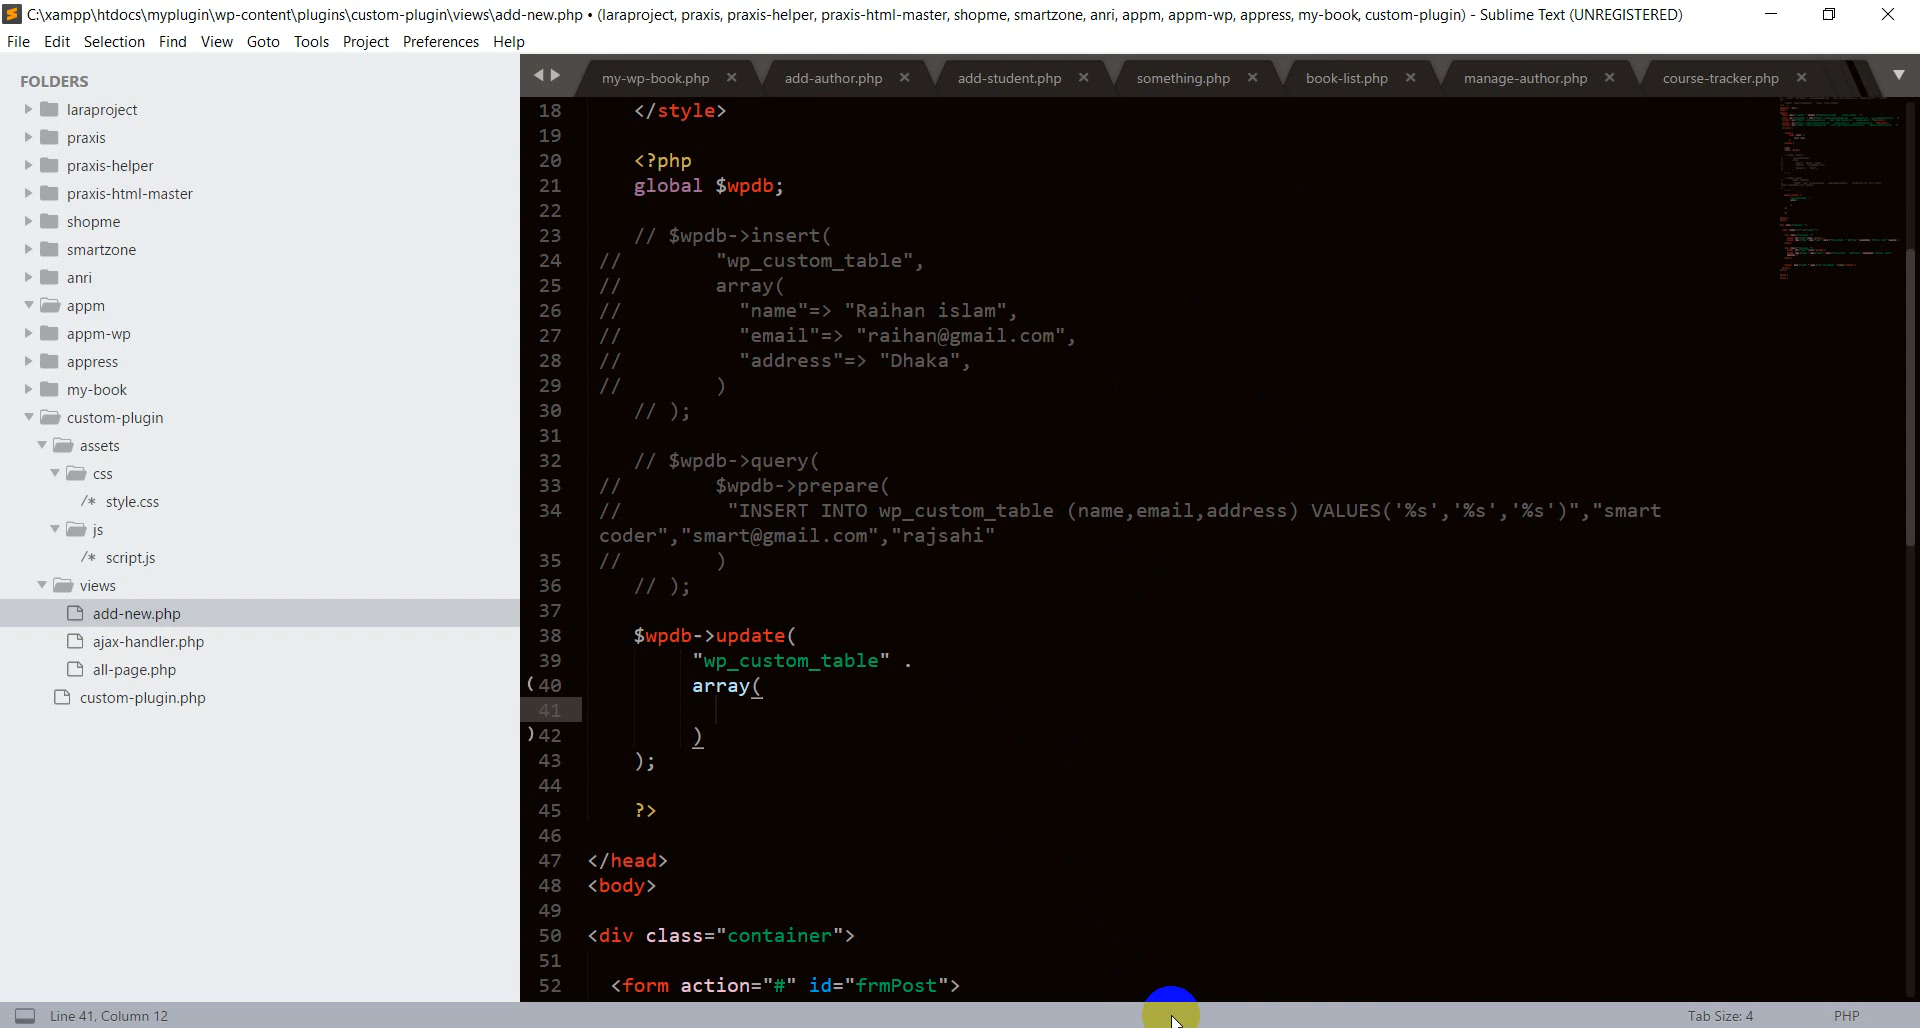 C:\xampp\htdocs\myplugin\wp-content\plugins\custom-plugin\views\add-new.php • (laraproject, praxis, praxis-helper, praxis-html-master, shopme, smartzone, anri, appm, appm-wp, appress, my-book, custom-plugin) - Sublime Text (UNREGISTERED)
File Edit Selection Find View Goto Tools Project Preferences Help
FOLDERS
laraproject
praxis
praxis-helper
praxis-html-master
shopme
smartzone
anri
appm
appm-wp
appress
my-book
custom-plugin
assets
css
/* style.css
js
/* script.js
views
add-new.php
ajax-handler.php
all-page.php
custom-plugin.php
my-wp-book.php × add-author.php × add-student.php × something.php × book-list.php × manage-author.php × course-tracker.php ×
18 </style>
19
20 <?php
21 global $wpdb;
22
23 // $wpdb->insert(
24 // "wp_custom_table",
25 // array(
26 // "name"=> "Raihan islam",
27 // "email"=> "raihan@gmail.com",
28 // "address"=> "Dhaka",
29 // )
30 // );
31
32 // $wpdb->query(
33 // $wpdb->prepare(
34 // "INSERT INTO wp_custom_table (name,email,address) VALUES('%s','%s','%s')","smart
coder","smart@gmail.com","rajsahi"
35 // )
36 // );
37
38 $wpdb->update(
39 "wp_custom_table" .
40 array(
41
42 )
43 );
44
45 ?>
46
47 </head>
48 <body>
49
50 <div class="container">
51
52 <form action="#" id="frmPost">
Line 41, Column 12 Tab Size: 4 PHP